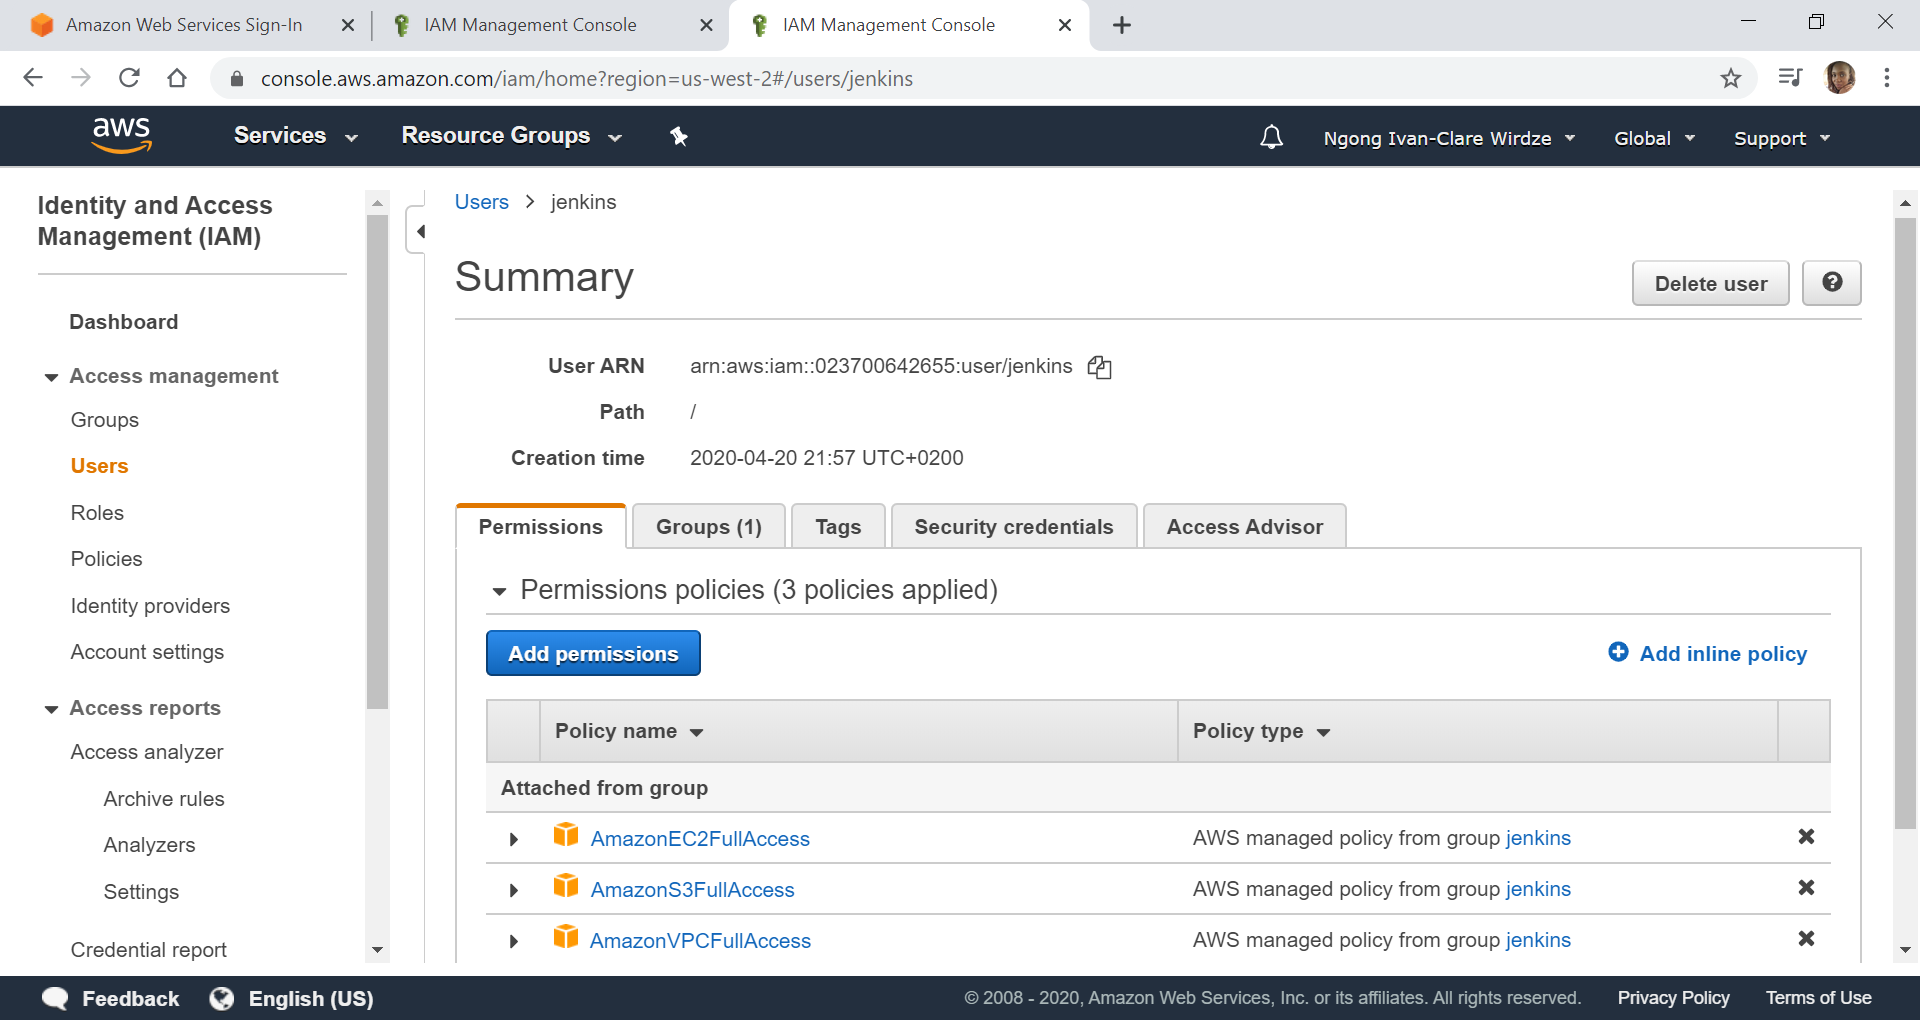 Amazon Web Services Sign-In
IAM Management Console
IAM Management Console
console.aws.amazon.com/iam/home?region=us-west-2#/users/jenkins
aws
Services
Resource Groups
Ngong Ivan-Clare Wirdze
Global
Support
Identity and Access
Management (IAM)
Dashboard
Access management
Groups
Users
Roles
Policies
Identity providers
Account settings
Access reports
Access analyzer
Archive rules
Analyzers
Settings
Credential report
Users > jenkins
Summary
Delete user
?
User ARN arn:aws:iam::023700642655:user/jenkins
Path /
Creation time 2020-04-20 21:57 UTC+0200
Permissions
Groups (1)
Tags
Security credentials
Access Advisor
Permissions policies (3 policies applied)
Add permissions
Add inline policy
Policy name
Policy type
Attached from group
AmazonEC2FullAccess AWS managed policy from group jenkins
AmazonS3FullAccess AWS managed policy from group jenkins
AmazonVPCFullAccess AWS managed policy from group jenkins
Feedback
English (US)
© 2008 - 2020, Amazon Web Services, Inc. or its affiliates. All rights reserved.
Privacy Policy
Terms of Use